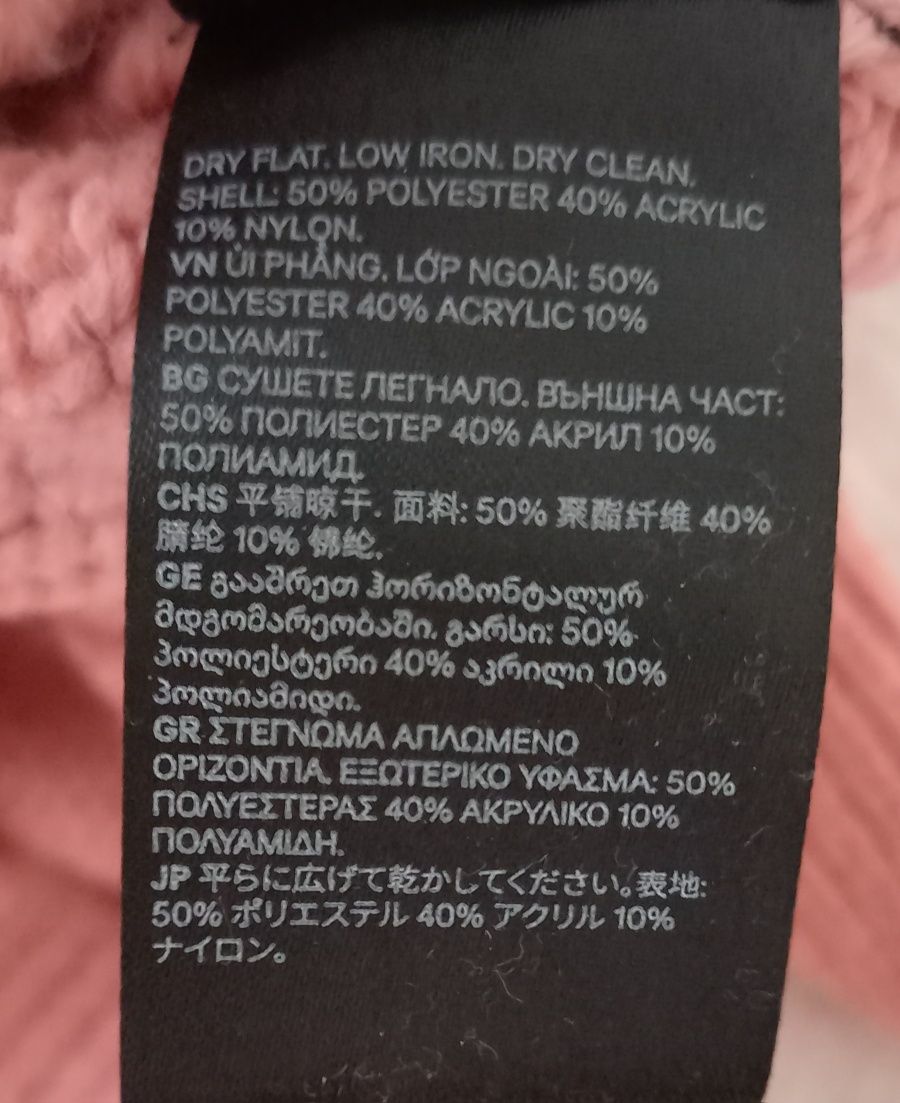 DRY FLAT. LOW IRON. DRY CLEAN.
SHELL: 50% POLYESTER 40% ACRYLIC
10% NYLON.
VN ỦI PHẲNG. LỚP NGOÀI: 50%
POLYESTER 40% ACRYLIC 10%
POLYAMIT.
BG СУШЕТЕ ЛЕГНАЛО. ВЪНШНА ЧАСТ:
50% ПОЛИЕСТЕР 40% АКРИЛ 10%
ПОЛИАМИД.
CHS 平铺晾干. 面料: 50% 聚酯纤维 40%
腈纶 10% 锦纶.
GE გააშრეთ ჰორიზონტალურ
მდგომარეობაში. გარსი: 50%
პოლიესტერი 40% აკრილი 10%
პოლიამიდი.
GR ΣΤΕΓΝΩΜΑ ΑΠΛΩΜΕΝΟ
ΟΡΙΖΟΝΤΙΑ. ΕΞΩΤΕΡΙΚΟ ΥΦΑΣΜΑ: 50%
ΠΟΛΥΕΣΤΕΡΑΣ 40% ΑΚΡΥΛΙΚΟ 10%
ΠΟΛΥΑΜΙΔΗ.
JP 平らに広げて乾かしてください。表地:
50% ポリエステル 40% アクリル 10%
ナイロン。